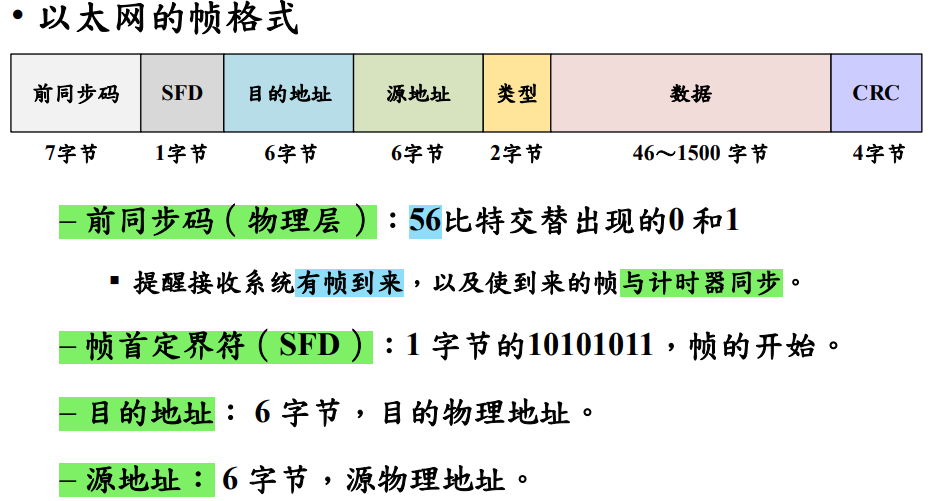 • 以太网的帧格式
前同步码 SFD 目的地址 源地址 类型 数据 CRC
7字节 1字节 6字节 6字节 2字节 46～1500 字节 4字节
– 前同步码（物理层）：56比特交替出现的0 和1
▪ 提醒接收系统有帧到来，以及使到来的帧与计时器同步。
– 帧首定界符（SFD）：1 字节的10101011，帧的开始。
– 目的地址： 6 字节，目的物理地址。
– 源地址： 6 字节，源物理地址。